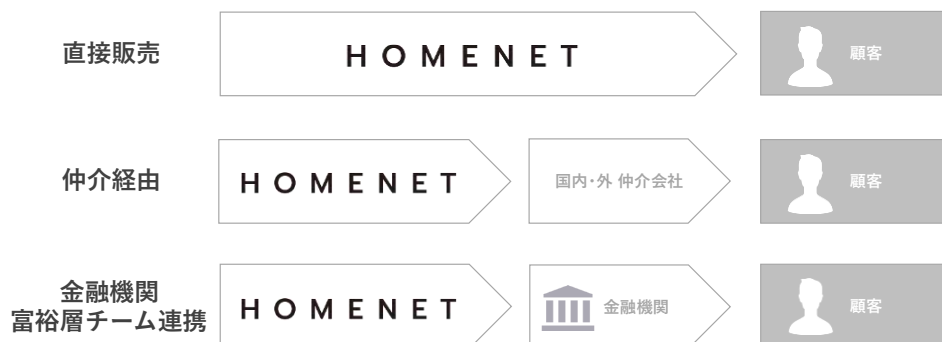 直接販売
HOMENET
顧客
仲介経由
HOMENET
国内・外 仲介会社
顧客
金融機関
富裕層チーム連携
HOMENET
金融機関
顧客